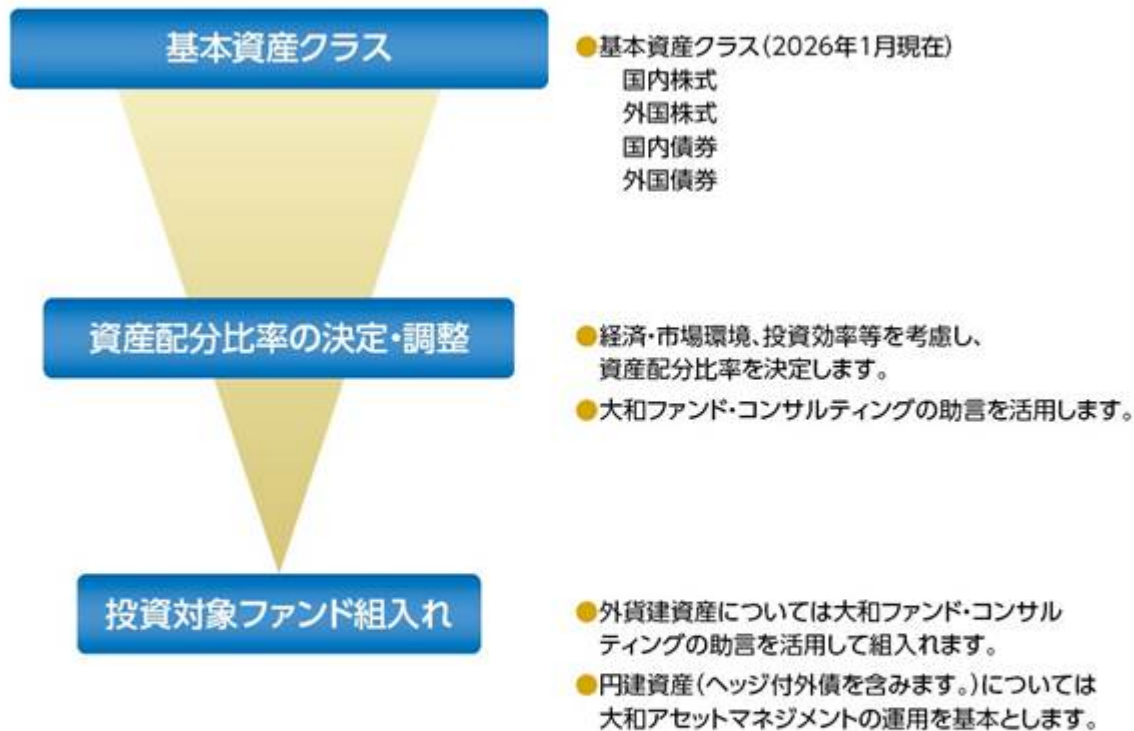 基本資産クラス
●基本資産クラス(2026年1月現在)
国内株式
外国株式
国内債券
外国債券
資産配分比率の決定・調整
●経済・市場環境、投資効率等を考慮し、
資産配分比率を決定します。
●大和ファンド・コンサルティングの助言を活用します。
投資対象ファンド組入れ
●外貨建資産については大和ファンド・コンサル
ティングの助言を活用して組入れます。
●円建資産(ヘッジ付外債を含みます。)については
大和アセットマネジメントの運用を基本とします。